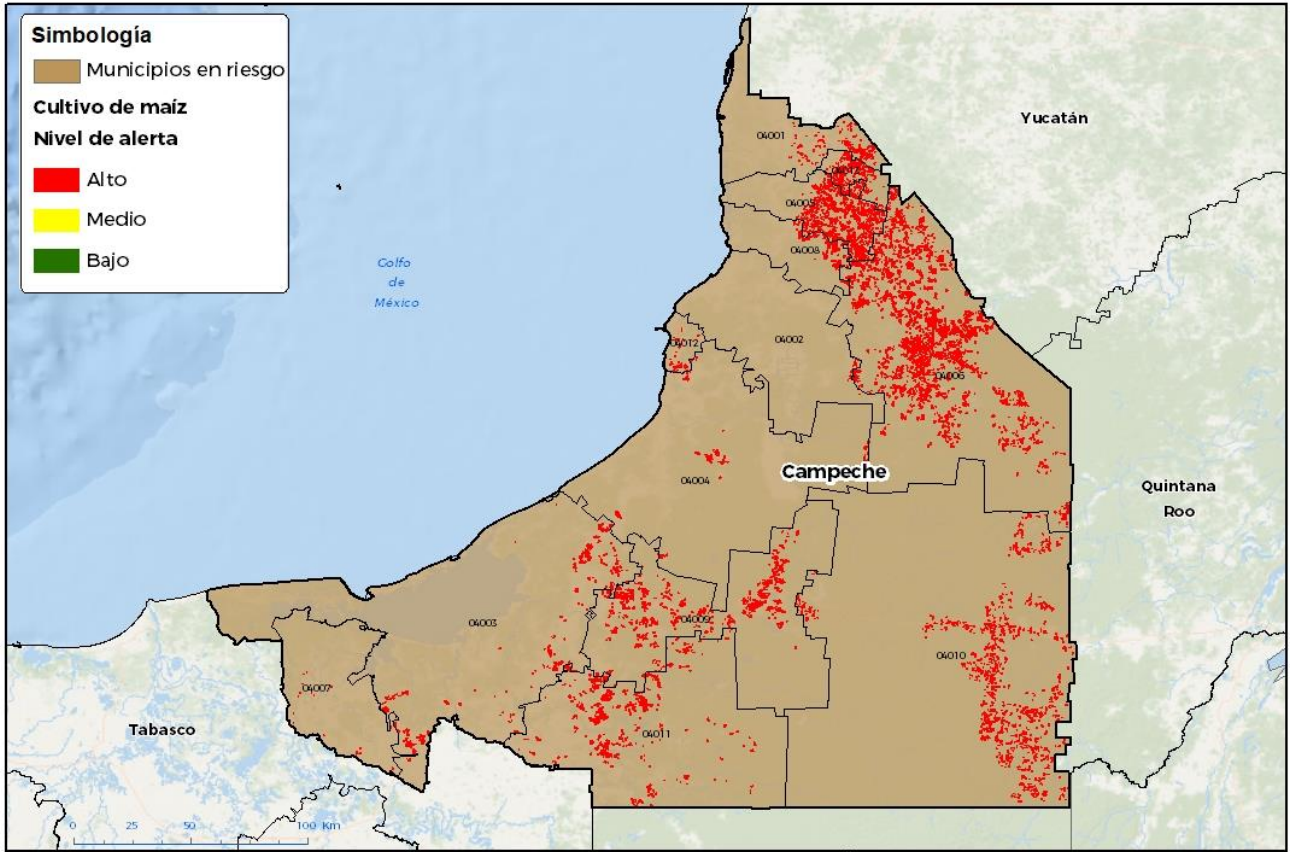 Simbología
Municipios en riesgo
Cultivo de maíz
Nivel de alerta
Alto
Medio
Bajo
Yucatán
04001
04005
04008
Golfo
de
México
04002
04012
04006
Campeche
04004
Quintana
Roo
04009
04003
04010
04007
Tabasco
04011
0 25 50 100 Km